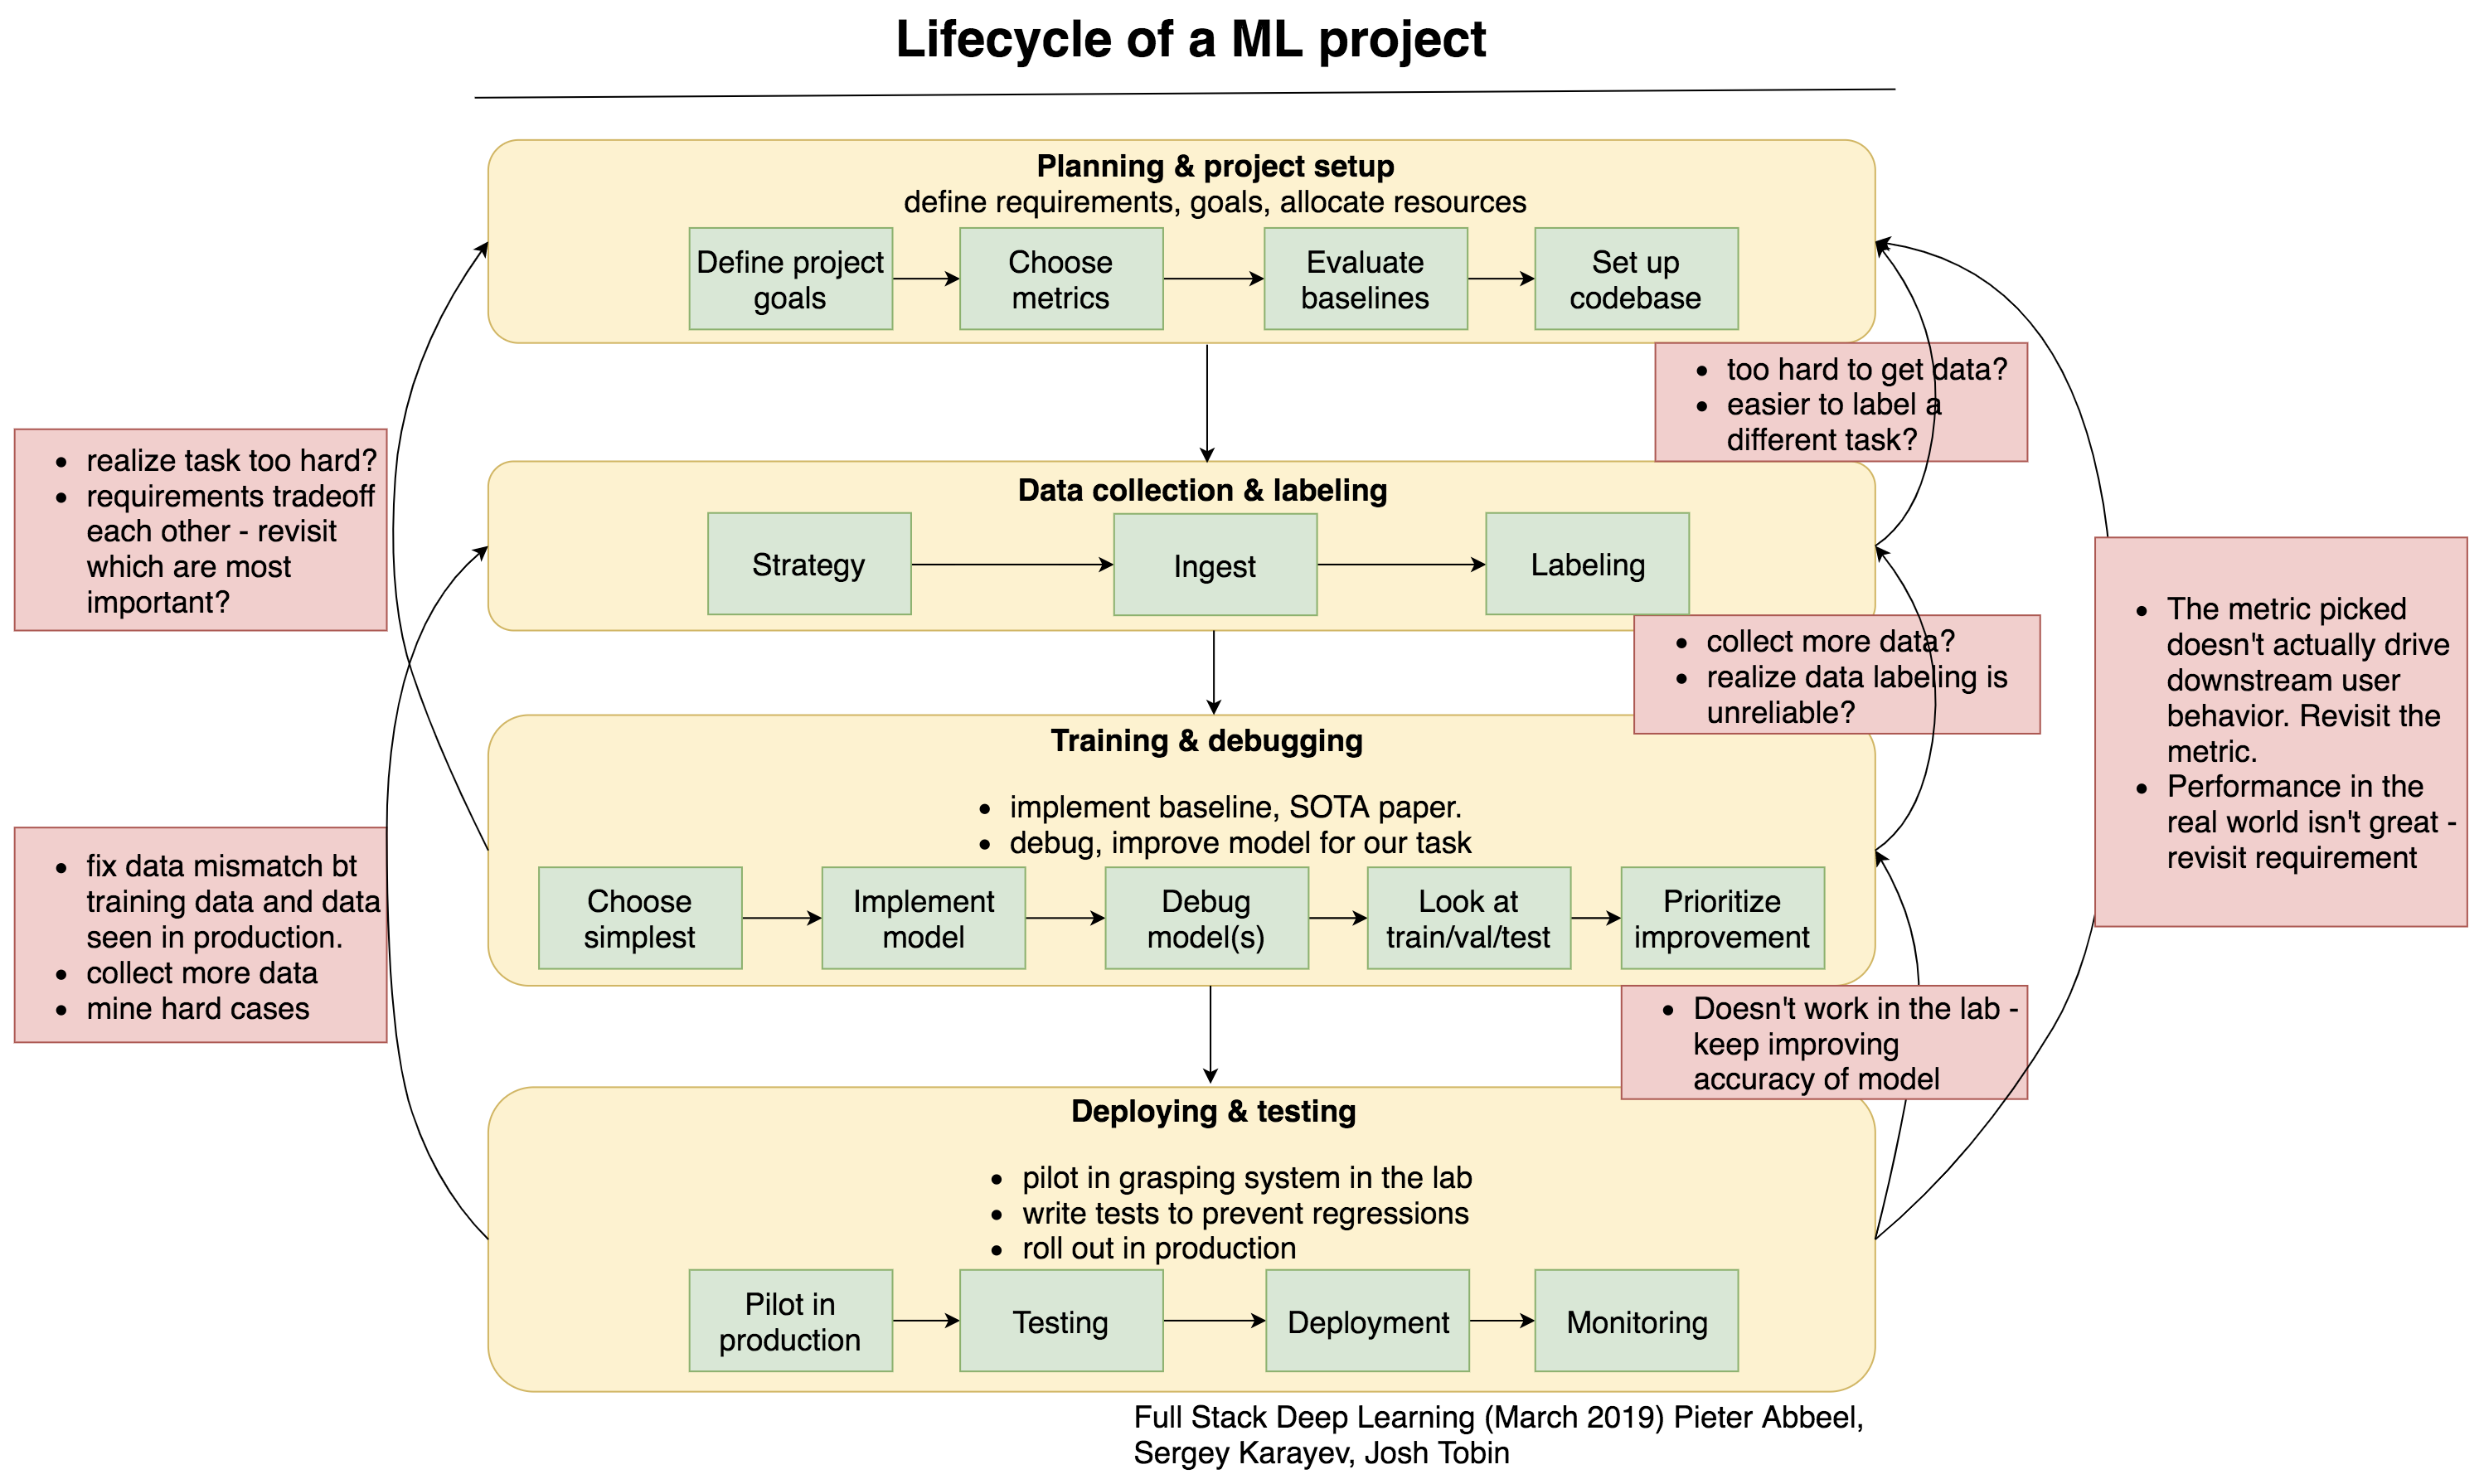 Lifecycle of a ML project
Planning & project setup
define requirements, goals, allocate resources
Define project
goals
Choose
metrics
Evaluate
baselines
Set up
codebase
• too hard to get data?
• easier to label a
different task?
• realize task too hard?
• requirements tradeoff
each other - revisit
which are most
important?
Data collection & labeling
Strategy
Ingest
Labeling
• collect more data?
• realize data labeling is
unreliable?
• The metric picked
doesn't actually drive
downstream user
behavior. Revisit the
metric.
• Performance in the
real world isn't great -
revisit requirement
Training & debugging
• implement baseline, SOTA paper.
• debug, improve model for our task
Choose
simplest
Implement
model
Debug
model(s)
Look at
train/val/test
Prioritize
improvement
• fix data mismatch bt
training data and data
seen in production.
• collect more data
• mine hard cases
• Doesn't work in the lab -
keep improving
accuracy of model
Deploying & testing
• pilot in grasping system in the lab
• write tests to prevent regressions
• roll out in production
Pilot in
production
Testing
Deployment
Monitoring
Full Stack Deep Learning (March 2019) Pieter Abbeel,
Sergey Karayev, Josh Tobin